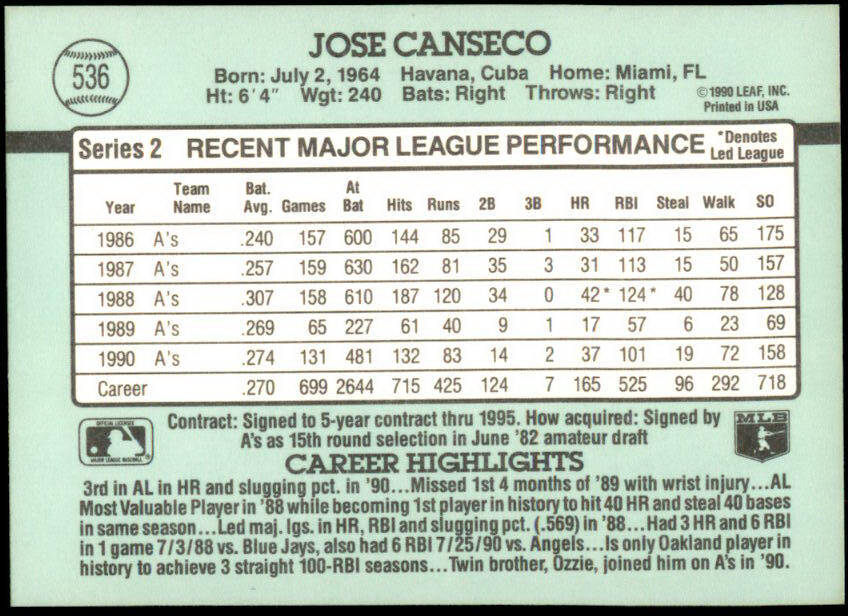 536
JOSE CANSECO
Born: July 2, 1964 Havana, Cuba Home: Miami, FL
Ht: 6'4" Wgt: 240 Bats: Right Throws: Right
©1990 LEAF, INC.
Printed in USA
Series 2 RECENT MAJOR LEAGUE PERFORMANCE *Denotes Led League
Year Team Name Bat. Avg. Games At Bat Hits Runs 2B 3B HR RBI Steal Walk SO
1986 A's .240 157 600 144 85 29 1 33 117 15 65 175
1987 A's .257 159 630 162 81 35 3 31 113 15 50 157
1988 A's .307 158 610 187 120 34 0 42* 124* 40 78 128
1989 A's .269 65 227 61 40 9 1 17 57 6 23 69
1990 A's .274 131 481 132 83 14 2 37 101 19 72 158
Career .270 699 2644 715 425 124 7 165 525 96 292 718
OFFICIAL LICENSEE
MAJOR LEAGUE BASEBALL
Contract: Signed to 5-year contract thru 1995. How acquired: Signed by
A's as 15th round selection in June '82 amateur draft
MLB
CAREER HIGHLIGHTS
3rd in AL in HR and slugging pct. in '90...Missed 1st 4 months of '89 with wrist injury...AL
Most Valuable Player in '88 while becoming 1st player in history to hit 40 HR and steal 40 bases
in same season...Led maj. lgs. in HR, RBI and slugging pct. (.569) in '88...Had 3 HR and 6 RBI
in 1 game 7/3/88 vs. Blue Jays, also had 6 RBI 7/25/90 vs. Angels...Is only Oakland player in
history to achieve 3 straight 100-RBI seasons...Twin brother, Ozzie, joined him on A's in '90.